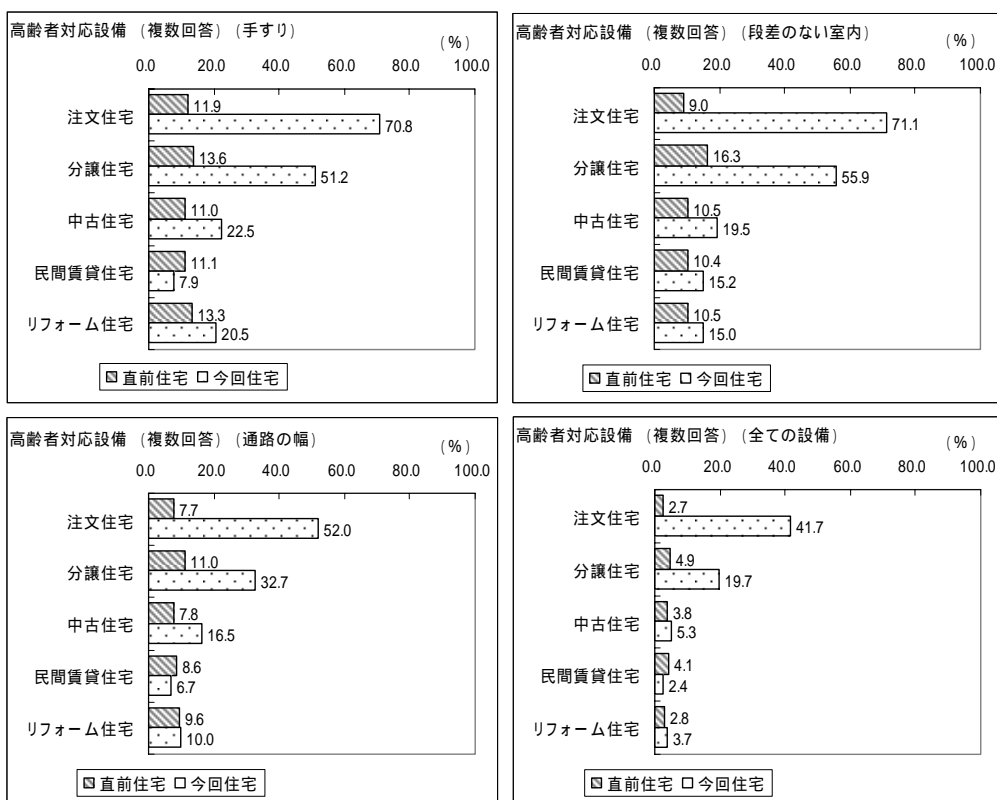 高齢者対応設備 (複数回答) (手すり)
(%)
0.0 20.0 40.0 60.0 80.0 100.0
注文住宅 11.9
70.8
分譲住宅 13.6
51.2
中古住宅 11.0
22.5
民間賃貸住宅 11.1
7.9
リフォーム住宅 13.3
20.5
直前住宅 今回住宅
高齢者対応設備 (複数回答) (段差のない室内) (%)
0.0 20.0 40.0 60.0 80.0 100.0
注文住宅 9.0
71.1
分譲住宅 16.3
55.9
中古住宅 10.5
19.5
民間賃貸住宅 10.4
15.2
リフォーム住宅 10.5
15.0
直前住宅 今回住宅
高齢者対応設備 (複数回答) (通路の幅) (%)
0.0 20.0 40.0 60.0 80.0 100.0
注文住宅 7.7
52.0
分譲住宅 11.0
32.7
中古住宅 7.8
16.5
民間賃貸住宅 8.6
6.7
リフォーム住宅 9.6
10.0
直前住宅 今回住宅
高齢者対応設備 (複数回答) (全ての設備) (%)
0.0 20.0 40.0 60.0 80.0 100.0
注文住宅 2.7
41.7
分譲住宅 4.9
19.7
中古住宅 3.8
5.3
民間賃貸住宅 4.1
2.4
リフォーム住宅 2.8
3.7
直前住宅 今回住宅